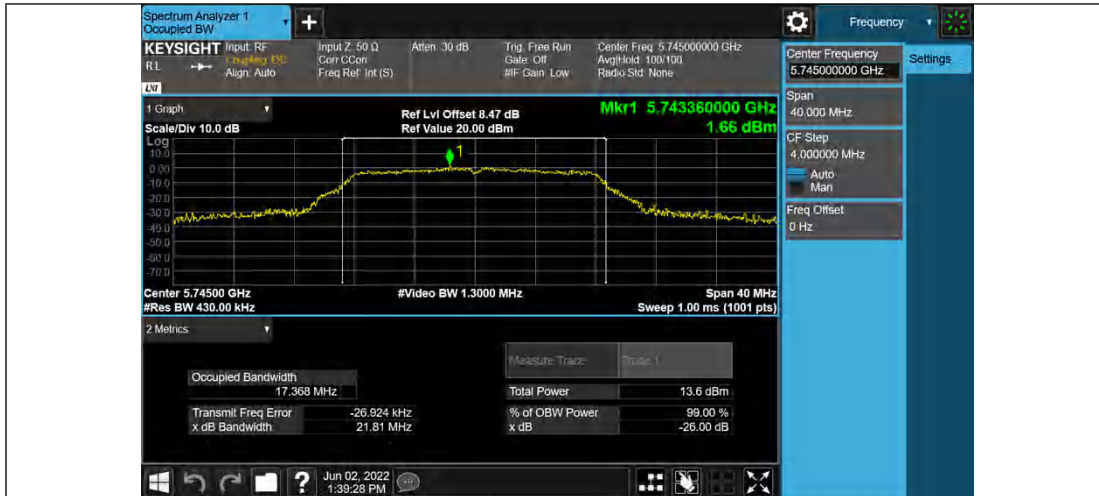 Spectrum Analyzer 1
Occupied BW
+
Frequency
KEYSIGHT
Input: RF
Input Z: 50 Ω
Atten: 30 dB
Trig: Free Run
Center Freq: 5.745000000 GHz
RL
Coupling: DC
Corr CCorr
Gate: Off
Avg|Hold: 100/100
Align: Auto
Freq Ref: Int (S)
#IF Gain: Low
Radio Std: None
LXI
1 Graph
Scale/Div 10.0 dB
Ref Lvl Offset 8.47 dB
Ref Value 20.00 dBm
Mkr1 5.743360000 GHz
1.66 dBm
Log
10.0
0.00
-10.0
-20.0
-30.0
-40.0
-50.0
-60.0
-70.0
1
Center 5.74500 GHz
#Video BW 1.3000 MHz
Span 40 MHz
#Res BW 430.00 kHz
Sweep 1.00 ms (1001 pts)
2 Metrics
Measure Trace
Trace 1
Occupied Bandwidth
17.368 MHz
Total Power
13.6 dBm
Transmit Freq Error
-26.924 kHz
% of OBW Power
99.00 %
x dB Bandwidth
21.81 MHz
x dB
-26.00 dB
?
Jun 02, 2022
1:39:28 PM
Center Frequency
5.745000000 GHz
Settings
Span
40.000 MHz
CF Step
4.000000 MHz
Auto
Man
Freq Offset
0 Hz